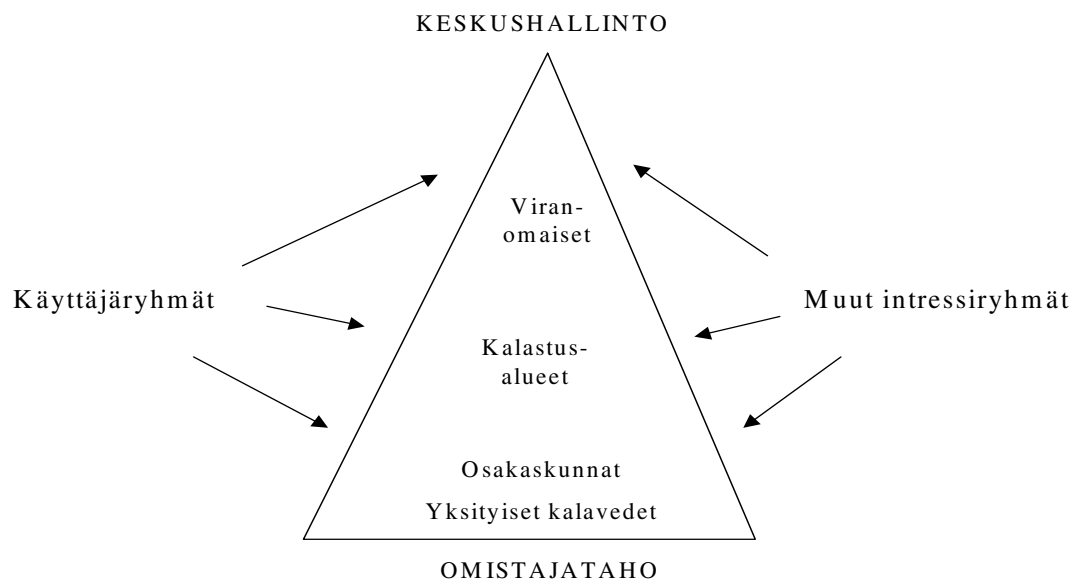 KESKUSHALLINTO
Viran-
omaiset
Käyttäjäryhmät
Muut intressiryhmät
Kalastus-
alueet
Osakaskunnat
Yksityiset kalavedet
OMISTAJATAHO